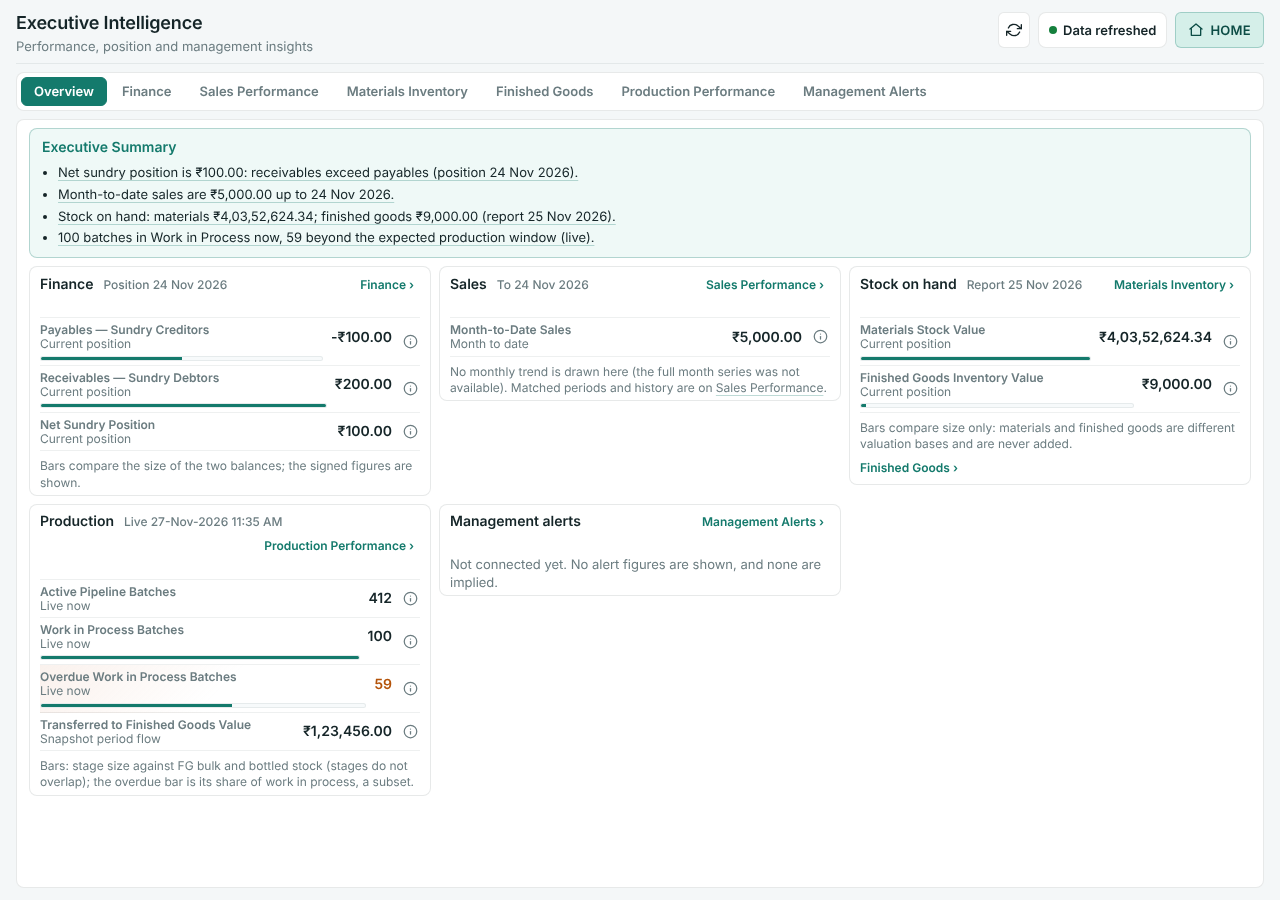 Executive Intelligence
Performance, position and management insights
Data refreshed
HOME
Overview
Finance
Sales Performance
Materials Inventory
Finished Goods
Production Performance
Management Alerts
Executive Summary
• Net sundry position is ₹100.00: receivables exceed payables (position 24 Nov 2026).
• Month-to-date sales are ₹5,000.00 up to 24 Nov 2026.
• Stock on hand: materials ₹4,03,52,624.34; finished goods ₹9,000.00 (report 25 Nov 2026).
• 100 batches in Work in Process now, 59 beyond the expected production window (live).
Finance Position 24 Nov 2026 Finance ›
Payables — Sundry Creditors
Current position
-₹100.00
Receivables — Sundry Debtors
Current position
₹200.00
Net Sundry Position
Current position
₹100.00
Bars compare the size of the two balances; the signed figures are
shown.
Sales To 24 Nov 2026 Sales Performance ›
Month-to-Date Sales
Month to date
₹5,000.00
No monthly trend is drawn here (the full month series was not
available). Matched periods and history are on Sales Performance.
Stock on hand Report 25 Nov 2026 Materials Inventory ›
Materials Stock Value
Current position
₹4,03,52,624.34
Finished Goods Inventory Value
Current position
₹9,000.00
Bars compare size only: materials and finished goods are different
valuation bases and are never added.
Finished Goods ›
Production Live 27-Nov-2026 11:35 AM
Production Performance ›
Active Pipeline Batches
Live now
412
Work in Process Batches
Live now
100
Overdue Work in Process Batches
Live now
59
Transferred to Finished Goods Value
Snapshot period flow
₹1,23,456.00
Bars: stage size against FG bulk and bottled stock (stages do not
overlap); the overdue bar is its share of work in process, a subset.
Management alerts Management Alerts ›
Not connected yet. No alert figures are shown, and none are
implied.